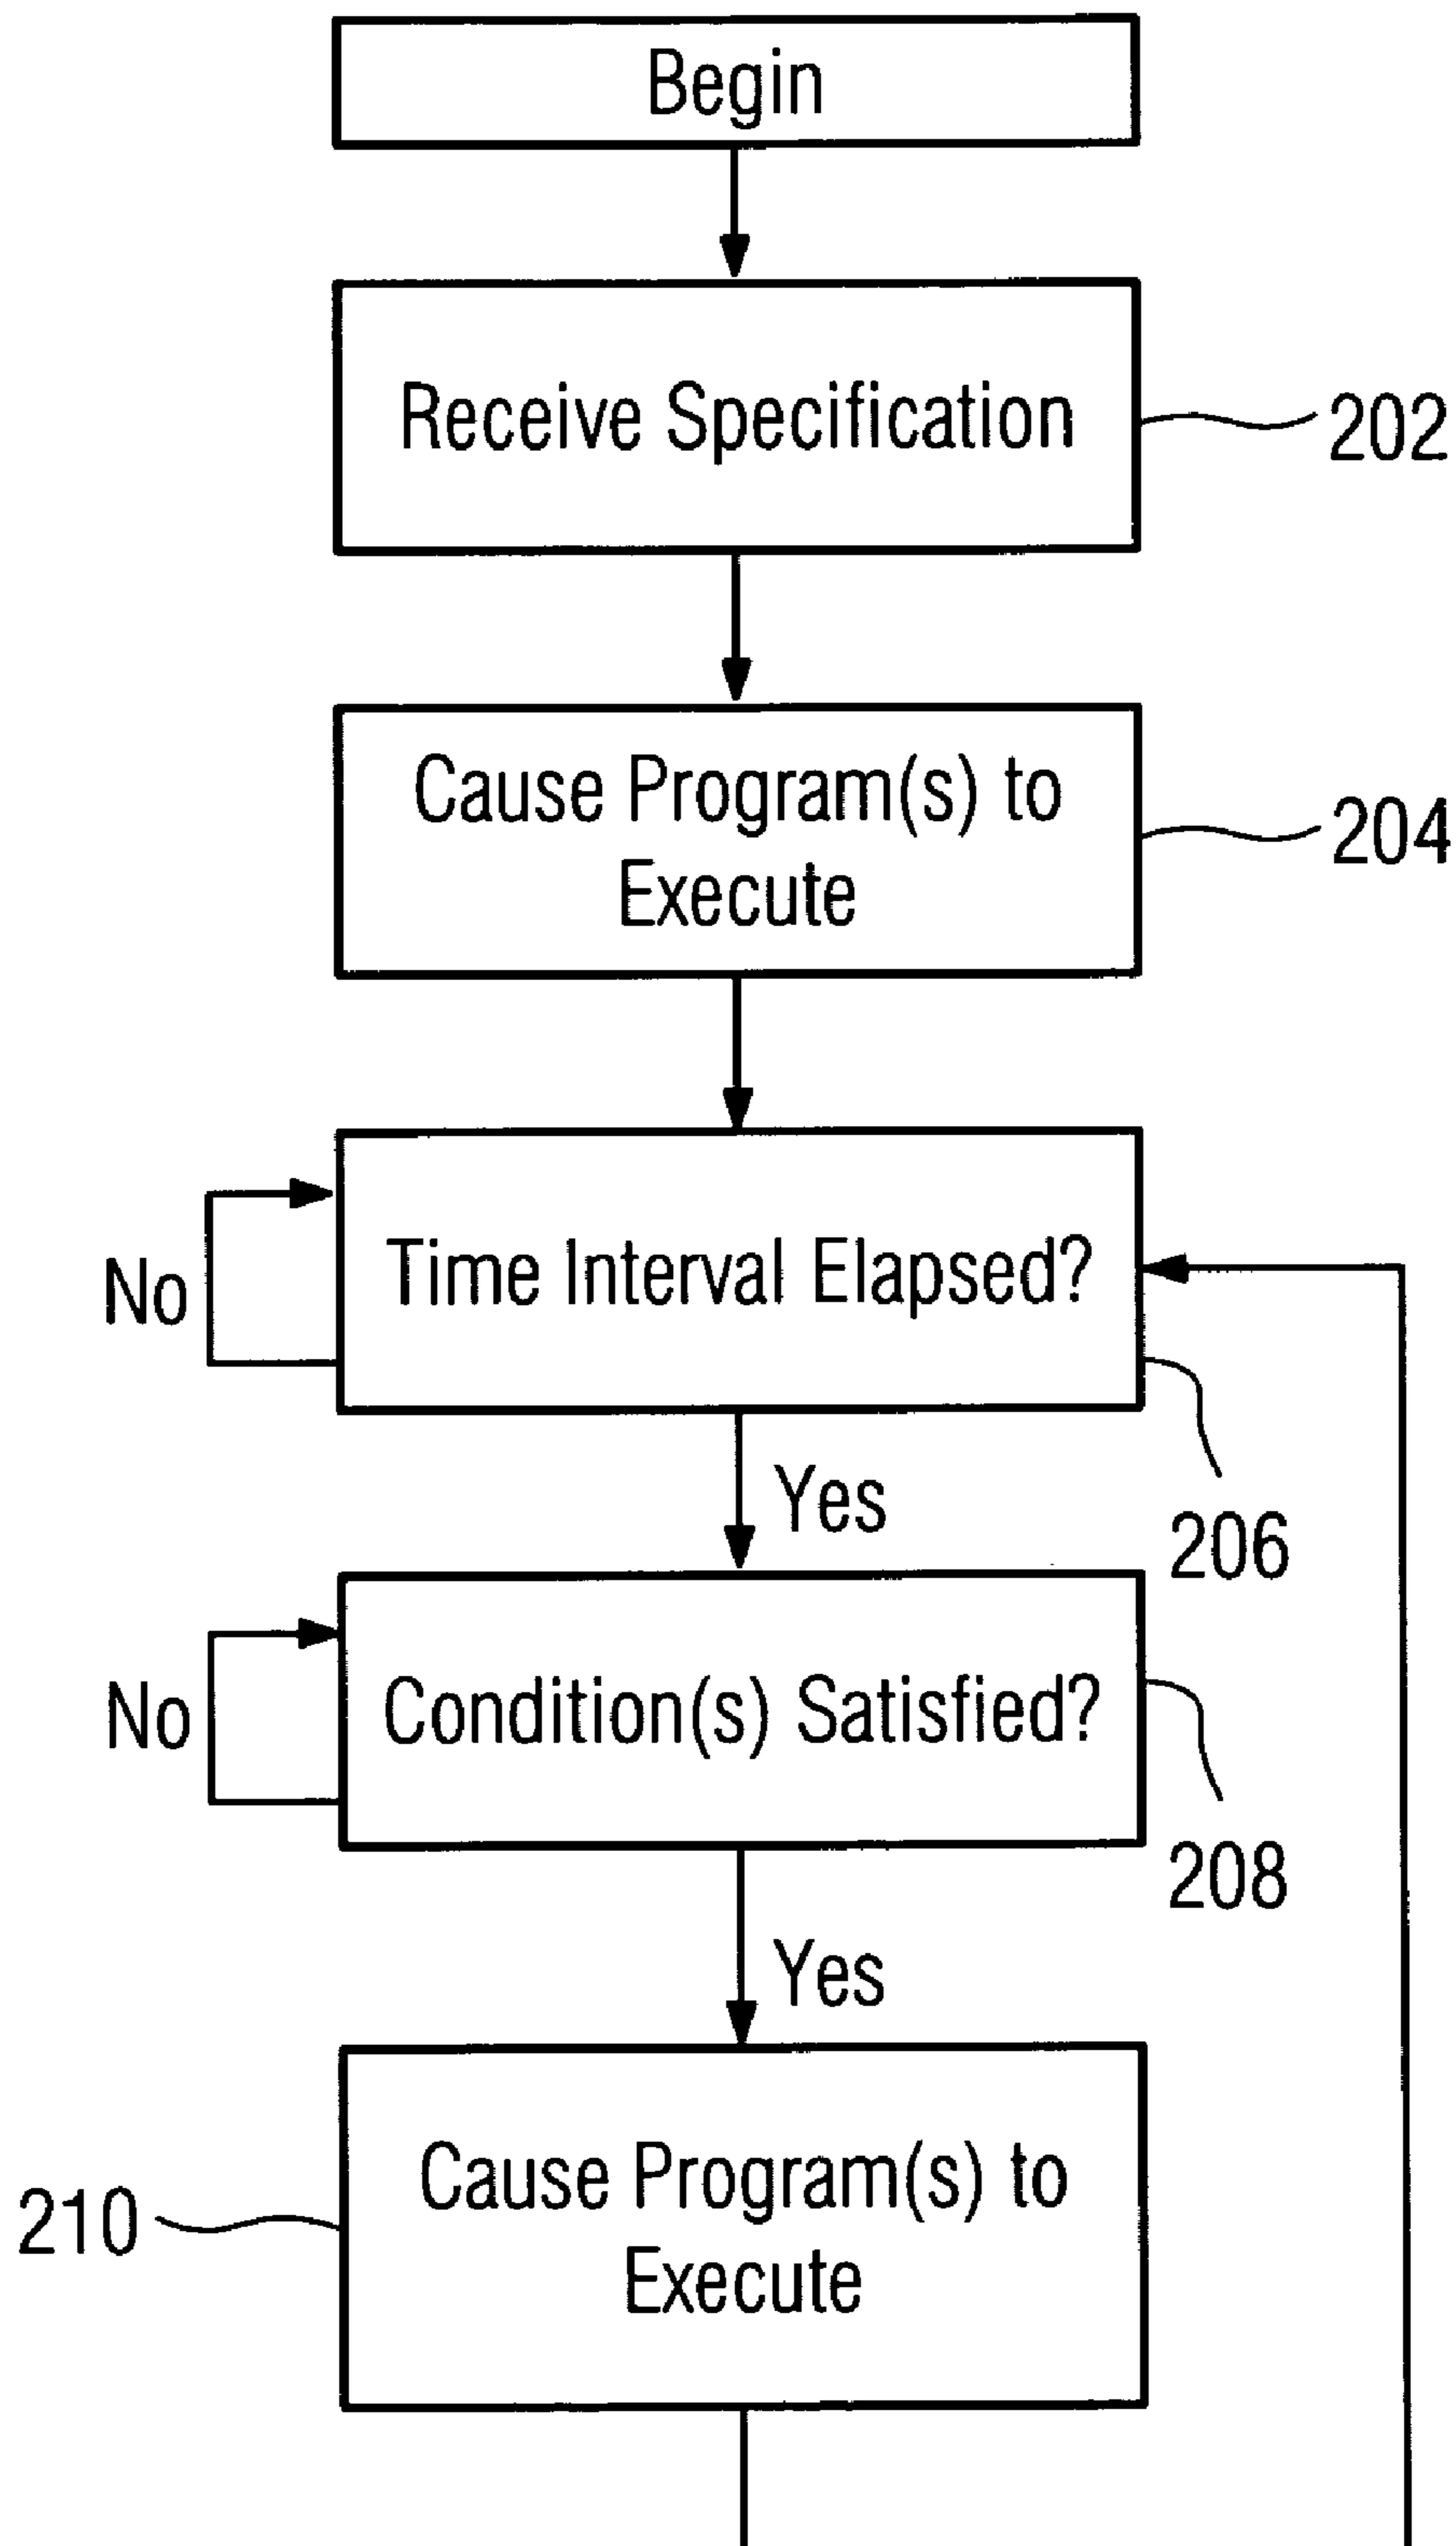 Begin
Receive Specification
202
Cause Program(s) to
Execute
204
Time Interval Elapsed?
No
Yes
206
Condition(s) Satisfied?
No
208
Yes
Cause Program(s) to
Execute
210